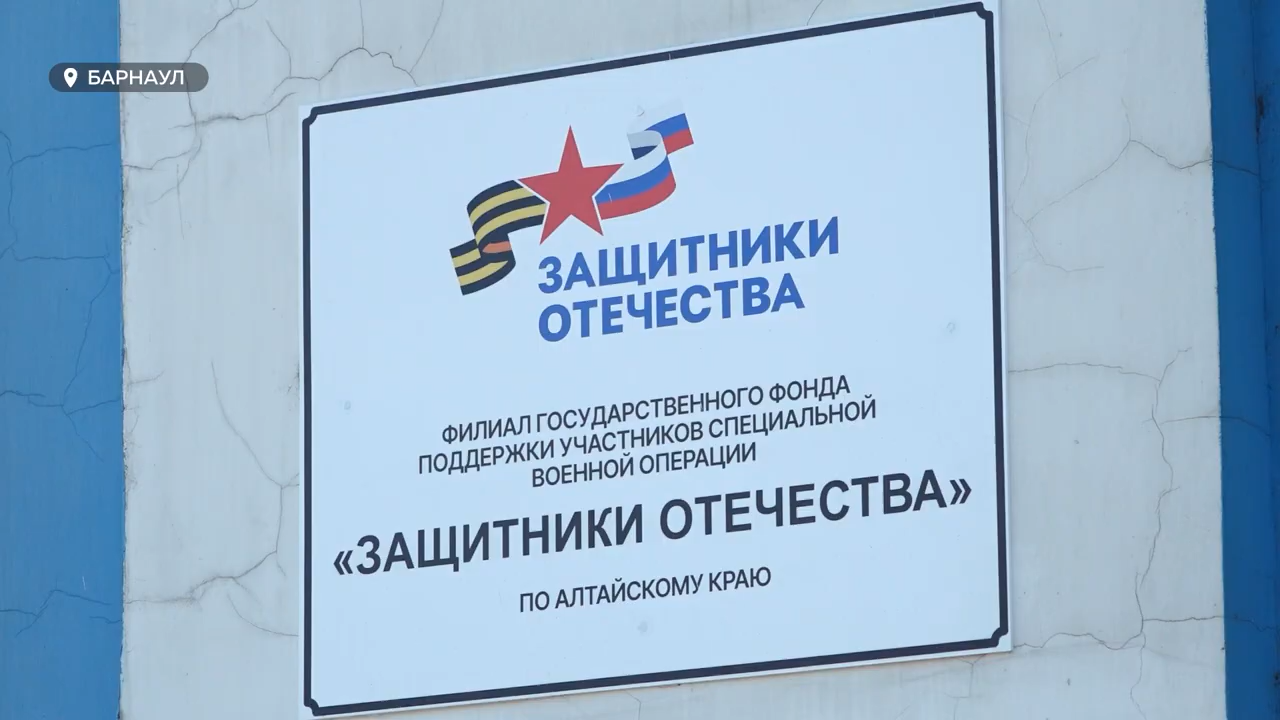 БАРНАУЛ
ЗАЩИТНИКИ
ОТЕЧЕСТВА
ФИЛИАЛ ГОСУДАРСТВЕННОГО ФОНДА
ПОДДЕРЖКИ УЧАСТНИКОВ СПЕЦИАЛЬНОЙ
ВОЕННОЙ ОПЕРАЦИИ
«ЗАЩИТНИКИ ОТЕЧЕСТВА»
ПО АЛТАЙСКОМУ КРАЮ